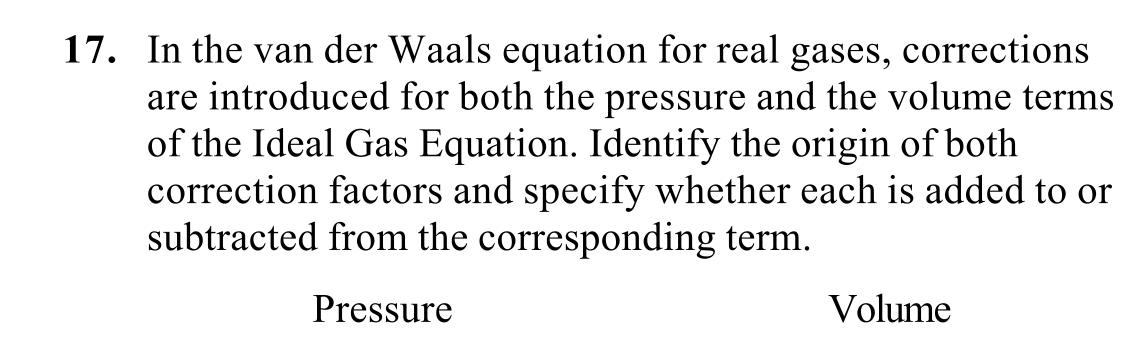 17. In the van der Waals equation for real gases, corrections
are introduced for both the pressure and the volume terms
of the Ideal Gas Equation. Identify the origin of both
correction factors and specify whether each is added to or
subtracted from the corresponding term.
Pressure Volume